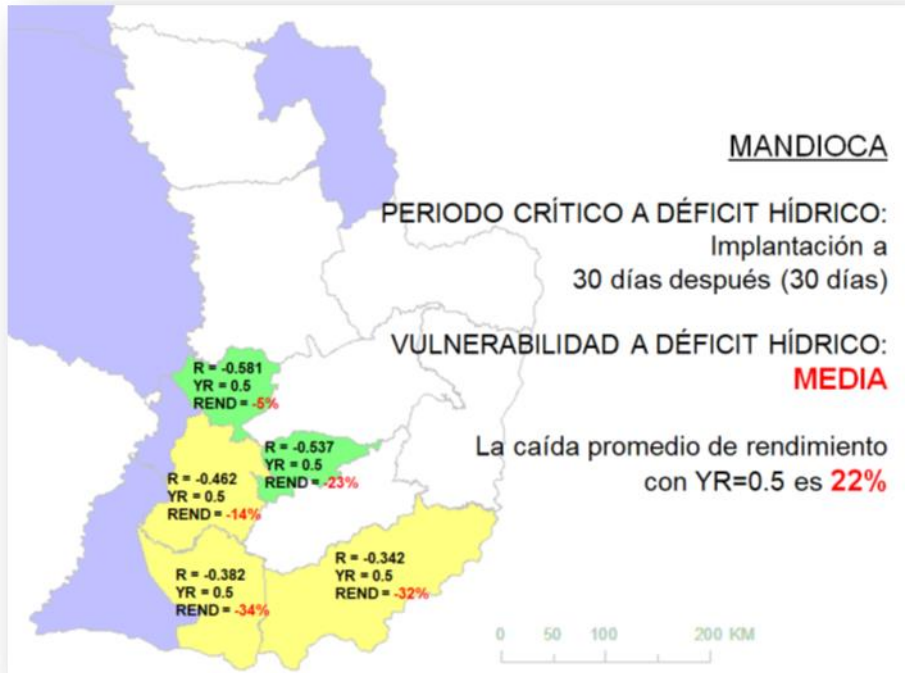 MANDIOCA
PERIODO CRÍTICO A DÉFICIT HÍDRICO:
Implantación a
30 días después (30 días)
VULNERABILIDAD A DÉFICIT HÍDRICO:
MEDIA
La caída promedio de rendimiento
con YR=0.5 es 22%
R = -0.581
YR = 0.5
REND = -5%
R = -0.537
YR = 0.5
REND = -23%
R = -0.462
YR = 0.5
REND = -14%
R = -0.382
YR = 0.5
REND = -34%
R = -0.342
YR = 0.5
REND = -32%
0 50 100 200 KM